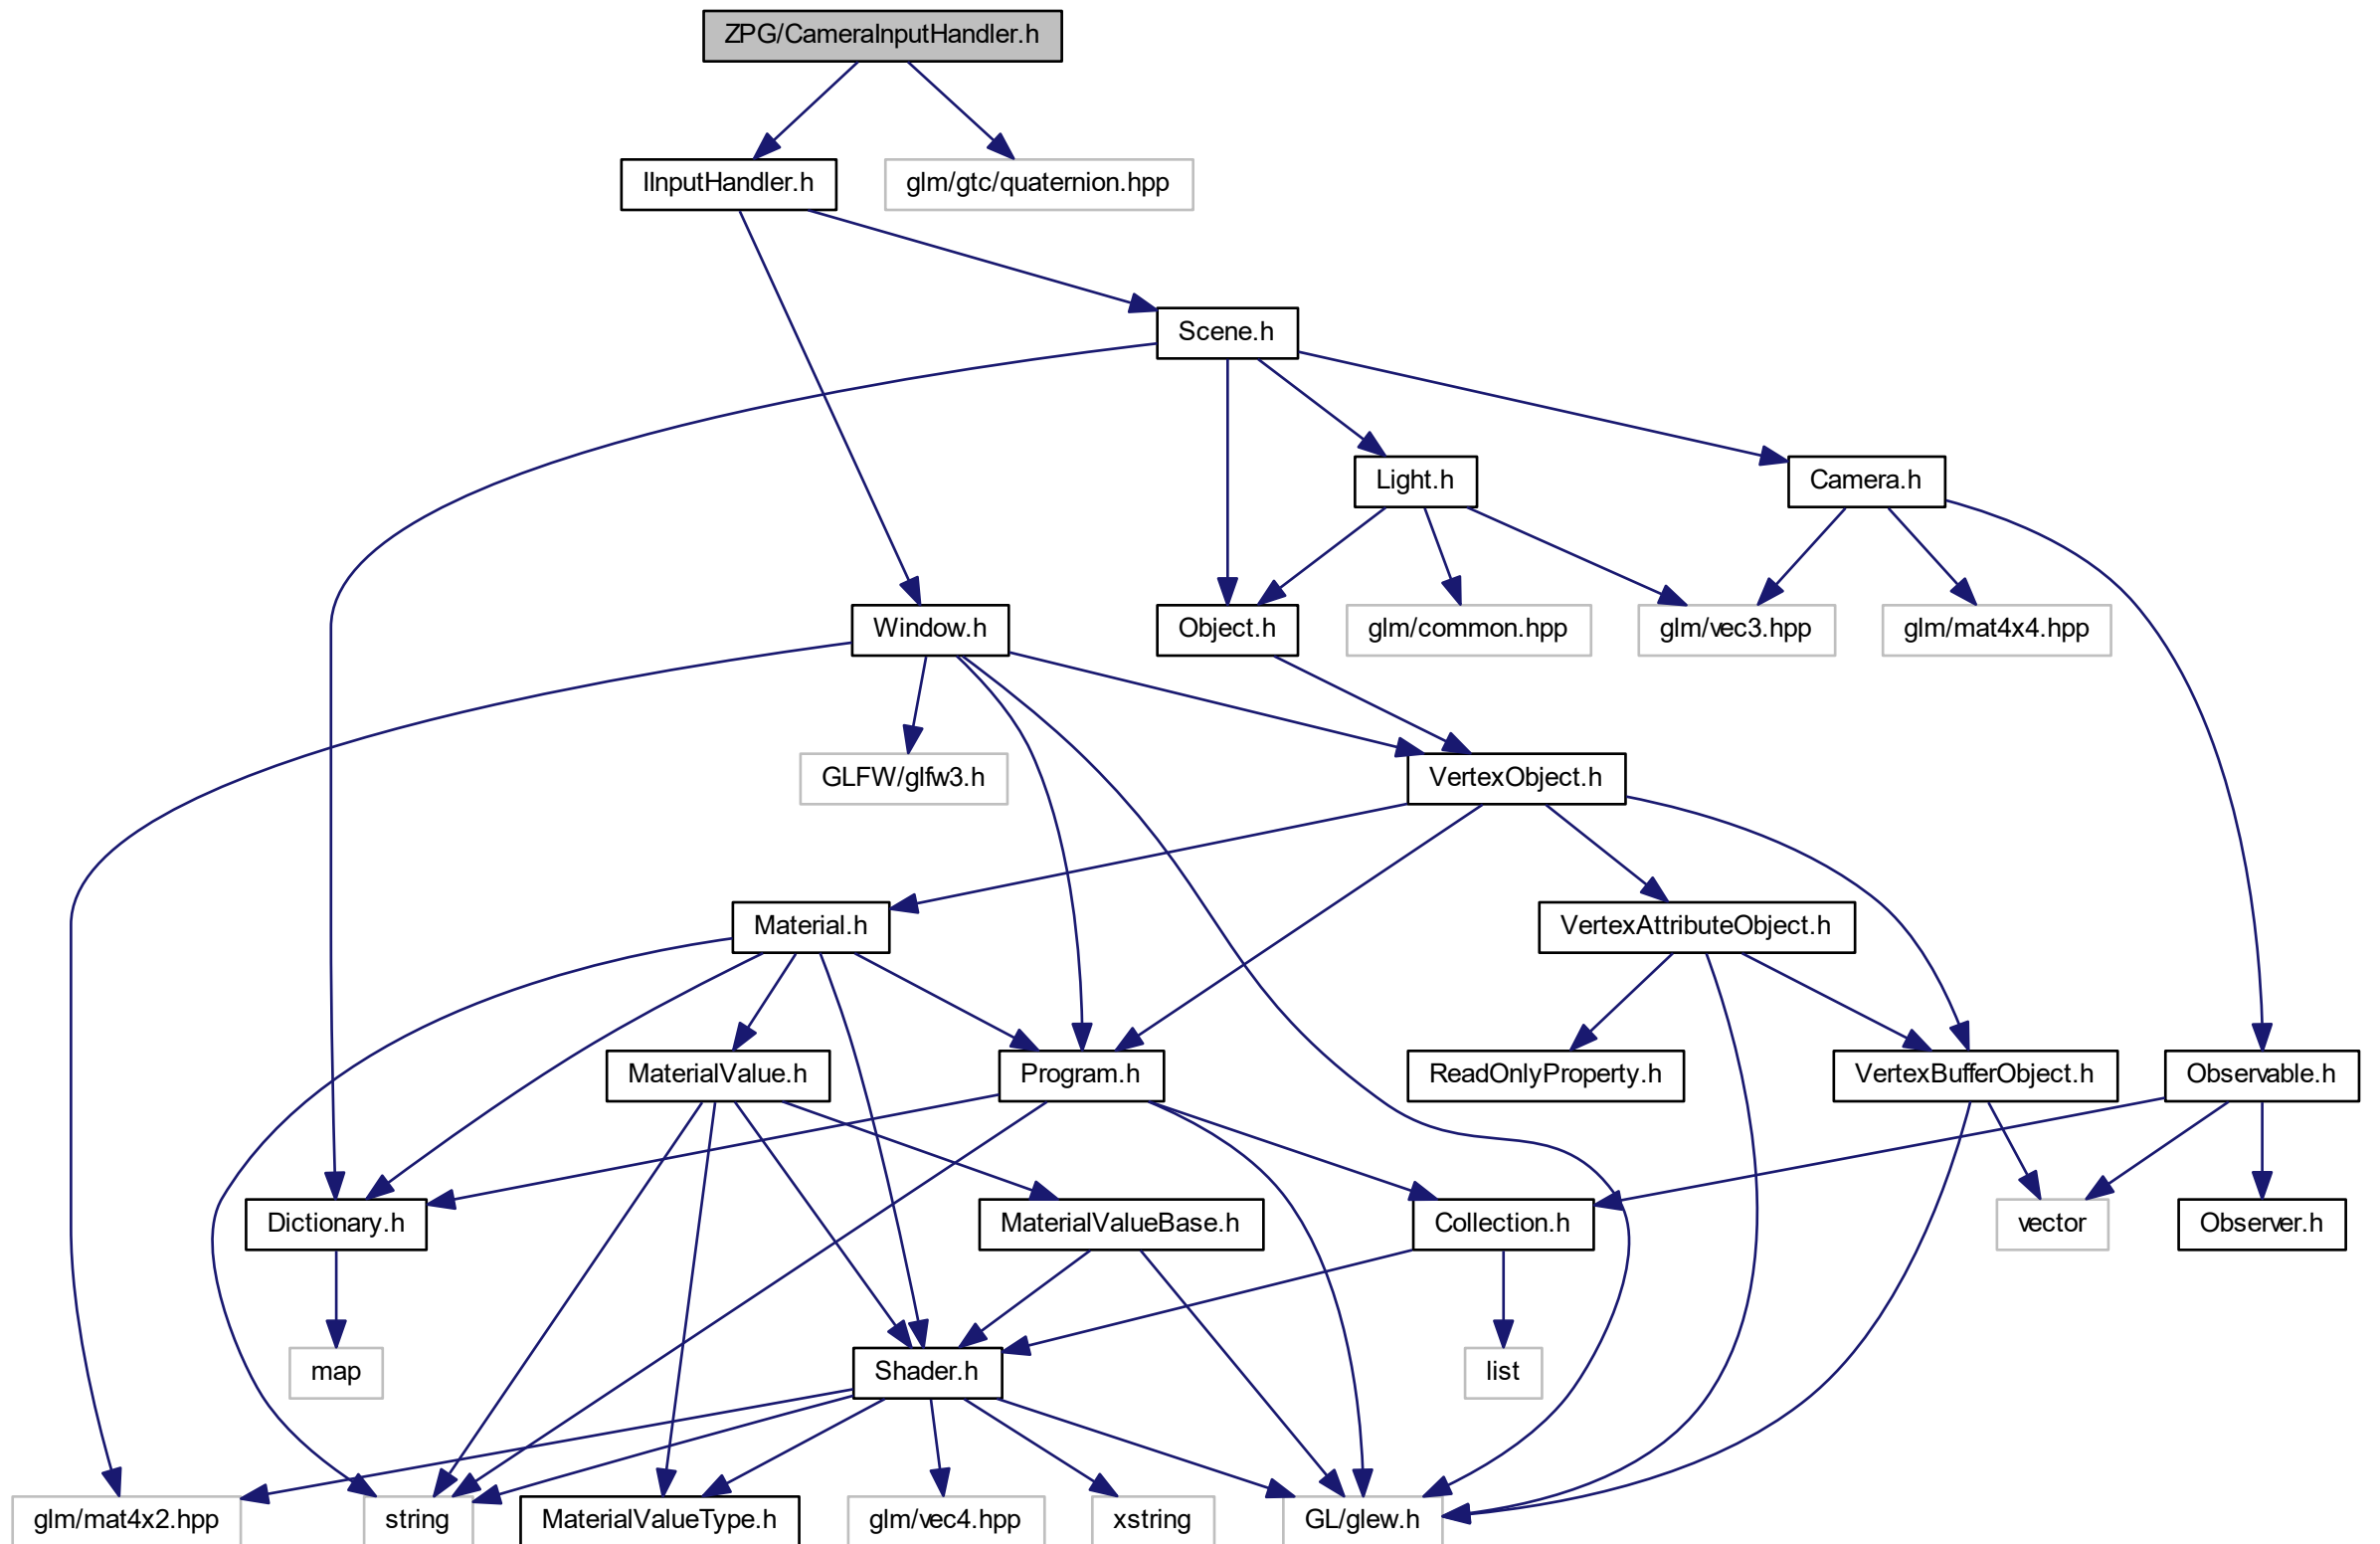 ZPG/CameraInputHandler.h
IInputHandler.h
glm/gtc/quaternion.hpp
Scene.h
Light.h
Camera.h
Window.h
Object.h
glm/common.hpp
glm/vec3.hpp
glm/mat4x4.hpp
GLFW/glfw3.h
VertexObject.h
Material.h
VertexAttributeObject.h
MaterialValue.h
Program.h
ReadOnlyProperty.h
VertexBufferObject.h
Observable.h
Dictionary.h
MaterialValueBase.h
Collection.h
vector
Observer.h
map
Shader.h
list
glm/mat4x2.hpp
string
MaterialValueType.h
glm/vec4.hpp
xstring
GL/glew.h